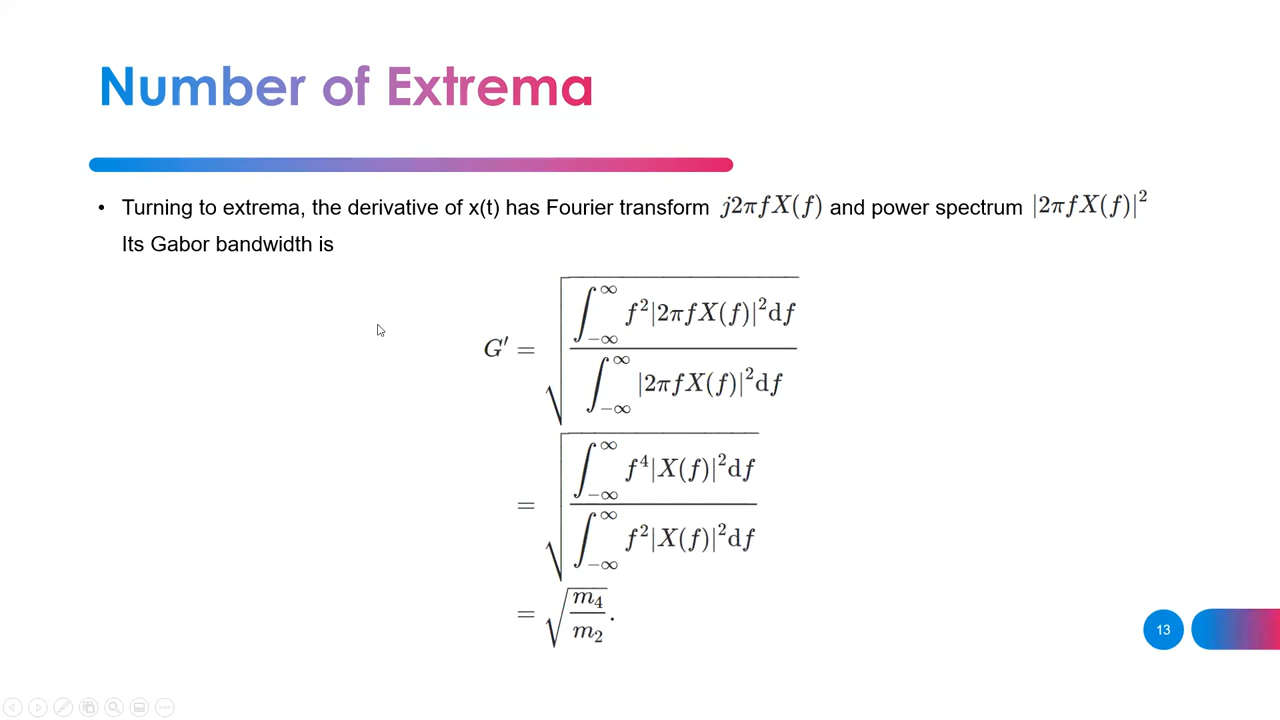 Number of Extrema
• Turning to extrema, the derivative of x(t) has Fourier transform j2πfX(f) and power spectrum |2πfX(f)|²
Its Gabor bandwidth is
G′ = √(∫_{−∞}^{∞} f²|2πfX(f)|²df / ∫_{−∞}^{∞} |2πfX(f)|²df)
= √(∫_{−∞}^{∞} f⁴|X(f)|²df / ∫_{−∞}^{∞} f²|X(f)|²df)
= √(m₄/m₂).
13